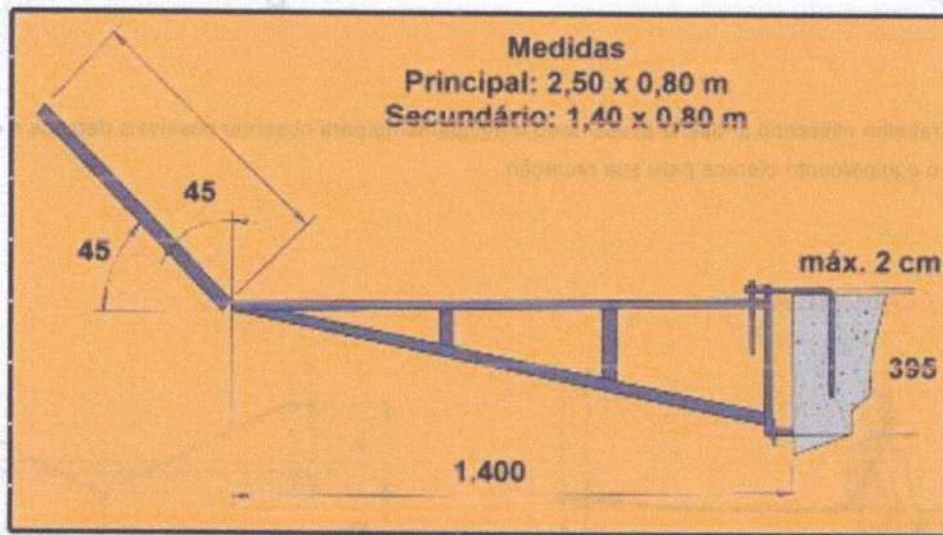 Medidas
Principal: 2,50 x 0,80 m
Secundário: 1,40 x 0,80 m
45
45
máx. 2 cm
395
1.400